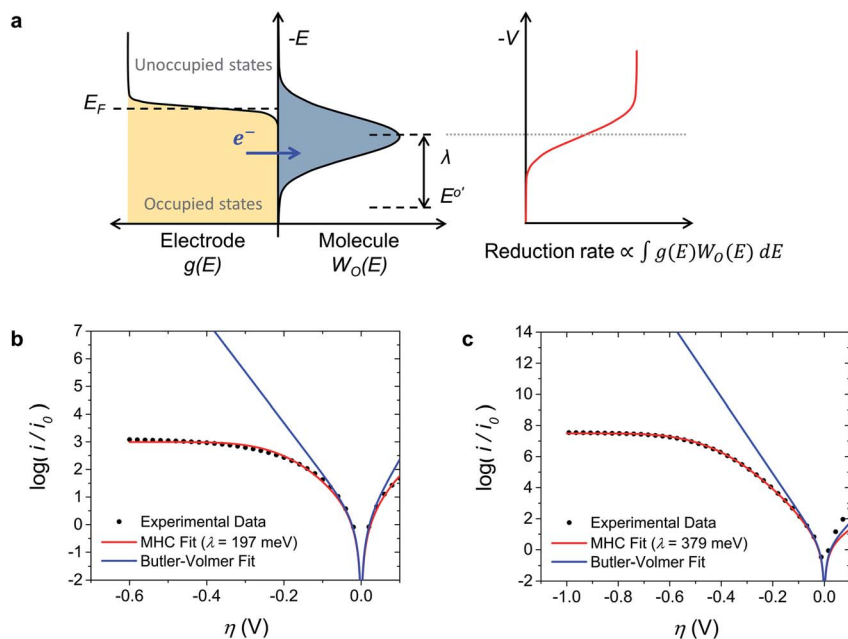 a
-E
Unoccupied states
E_F
e⁻
λ
E^o'
Occupied states
Electrode
g(E)
Molecule
W_O(E)
-V
Reduction rate ∝ ∫ g(E)W_O(E) dE
b
7
6
5
4
3
2
1
0
-1
-2
log( i / i_0 )
Experimental Data
MHC Fit (λ = 197 meV)
Butler-Volmer Fit
-0.6
-0.4
-0.2
0.0
η (V)
c
14
12
10
8
6
4
2
0
-2
log( i / i_0 )
Experimental Data
MHC Fit (λ = 379 meV)
Butler-Volmer Fit
-1.0
-0.8
-0.6
-0.4
-0.2
0.0
η (V)